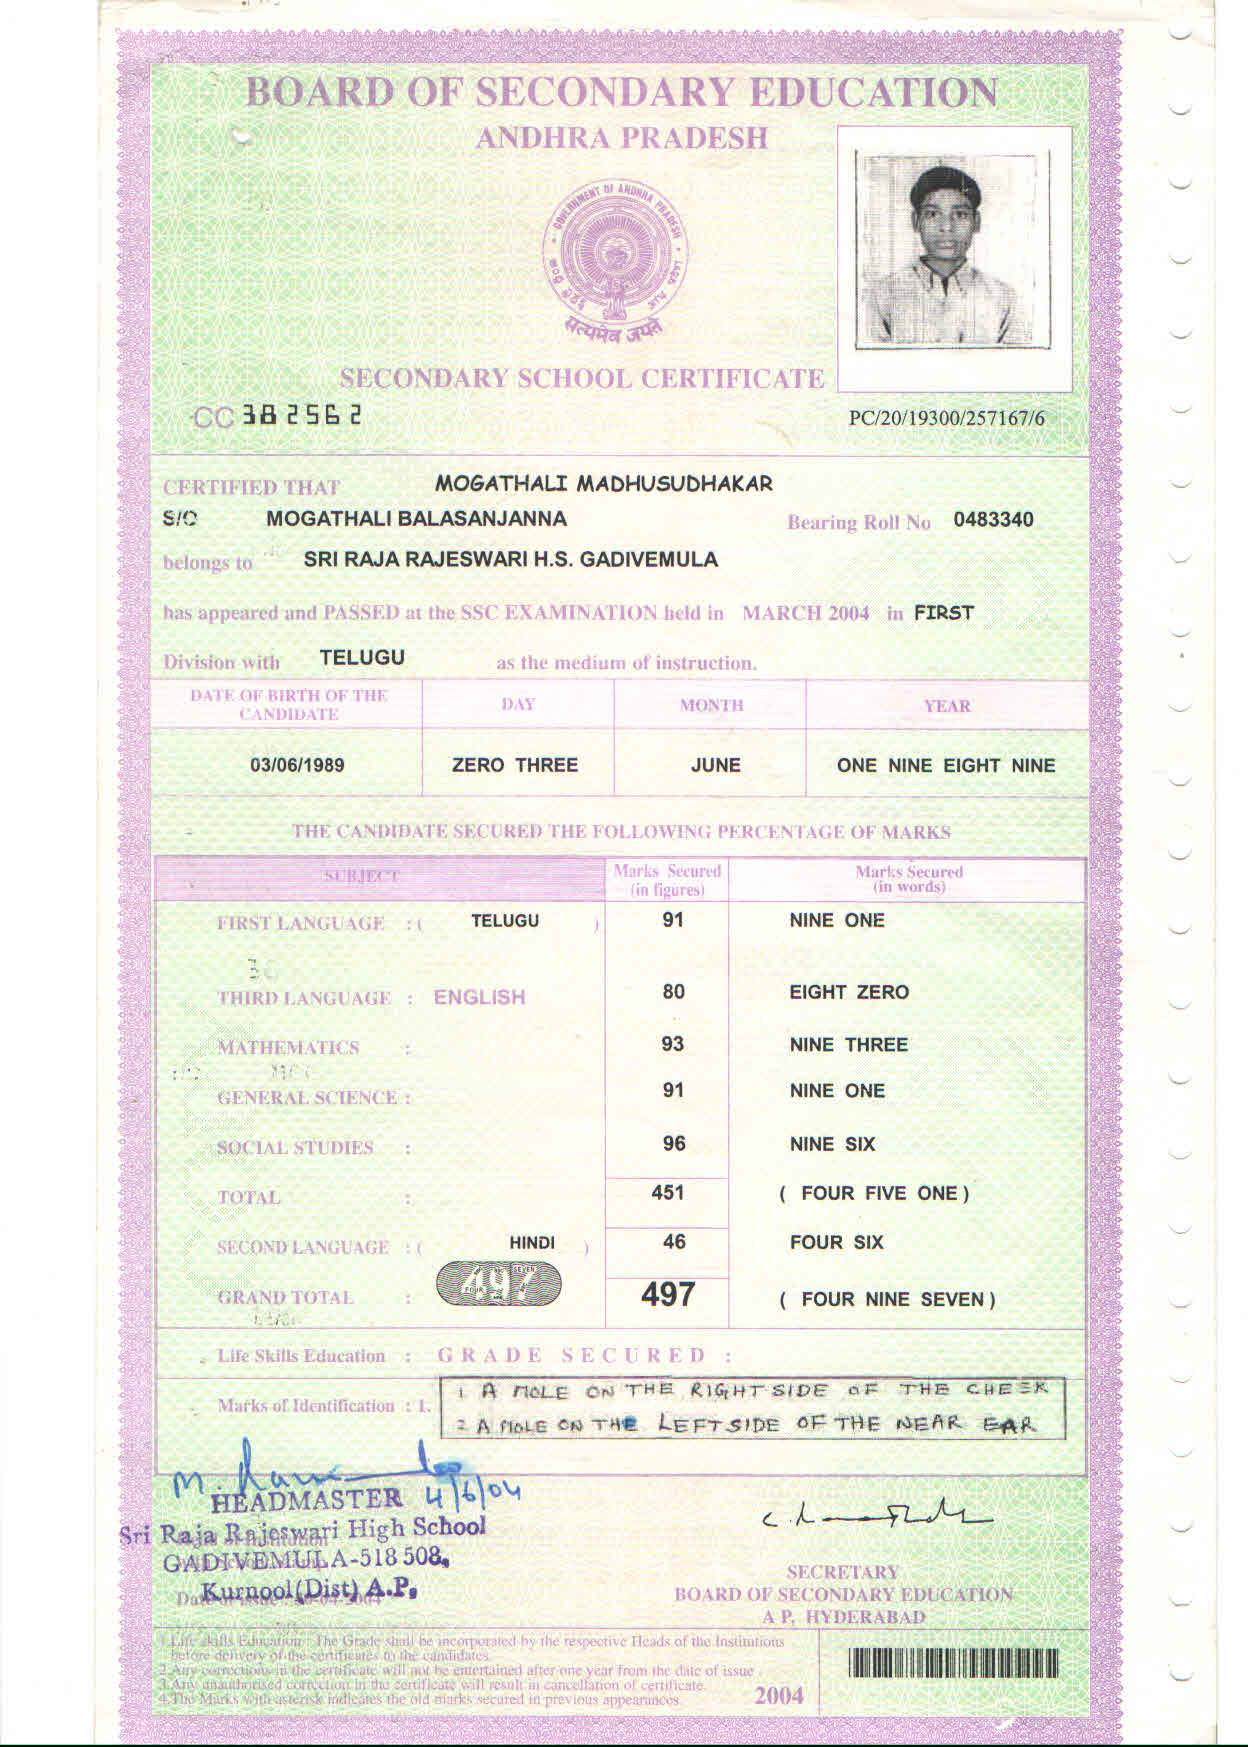 BOARD OF SECONDARY EDUCATION
ANDHRA PRADESH
GOVERNMENT OF ANDHRA PRADESH
सत्यमेव जयते
SECONDARY SCHOOL CERTIFICATE
CC 382562
PC/20/19300/257167/6
CERTIFIED THAT MOGATHALI MADHUSUDHAKAR
S/O MOGATHALI BALASANJANNA Bearing Roll No 0483340
belongs to SRI RAJA RAJESWARI H.S. GADIVEMULA
has appeared and PASSED at the SSC EXAMINATION held in MARCH 2004 in FIRST
Division with TELUGU as the medium of instruction.
DATE OF BIRTH OF THE CANDIDATE DAY MONTH YEAR
03/06/1989 ZERO THREE JUNE ONE NINE EIGHT NINE
THE CANDIDATE SECURED THE FOLLOWING PERCENTAGE OF MARKS
SUBJECT Marks Secured (in figures) Marks Secured (in words)
FIRST LANGUAGE : ( TELUGU ) 91 NINE ONE
THIRD LANGUAGE : ENGLISH 80 EIGHT ZERO
MATHEMATICS : 93 NINE THREE
GENERAL SCIENCE : 91 NINE ONE
SOCIAL STUDIES : 96 NINE SIX
TOTAL : 451 ( FOUR FIVE ONE )
SECOND LANGUAGE : ( HINDI ) 46 FOUR SIX
GRAND TOTAL : 497 497 ( FOUR NINE SEVEN )
Life Skills Education : GRADE SECURED :
Marks of Identification : 1. 1 A MOLE ON THE RIGHT SIDE OF THE CHEEK
2 A MOLE ON THE LEFT SIDE OF THE NEAR EAR
4/6/04
HEADMASTER
Sri Raja Rajeswari High School
GADIVEMULA-518 508.
Kurnool (Dist) A.P.
SECRETARY
BOARD OF SECONDARY EDUCATION
A P, HYDERABAD
1.Life Skills Education : The Grade shall be incorporated by the respective Heads of the Institutions
before delivery of the certificates to the candidates.
2.Any corrections in the certificate will not be entertained after one year from the date of issue .
3.Any unauthorised correction in the certificate will result in cancellation of certificate.
4.The Marks with asterisk indicates the old marks secured in previous appearances.
2004